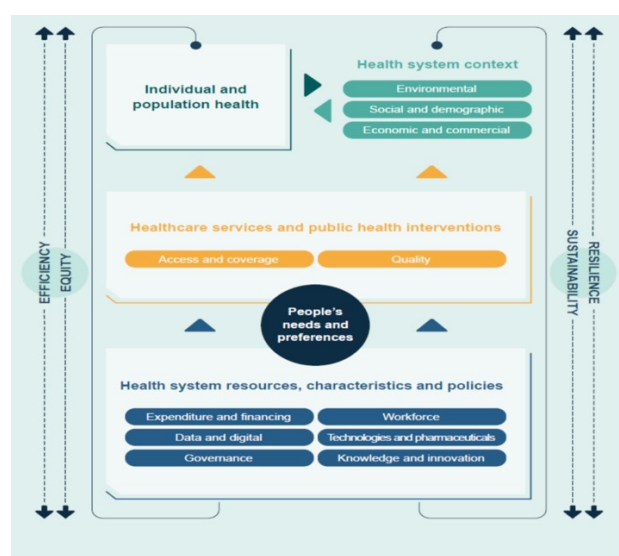 Individual and
population health
Health system context
Environmental
Social and demographic
Economic and commercial
Healthcare services and public health interventions
Access and coverage
Quality
People's
needs and
preferences
Health system resources, characteristics and policies
Expenditure and financing
Workforce
Data and digital
Technologies and pharmaceuticals
Governance
Knowledge and innovation
EFFICIENCY
EQUITY
SUSTAINABILITY
RESILIENCE